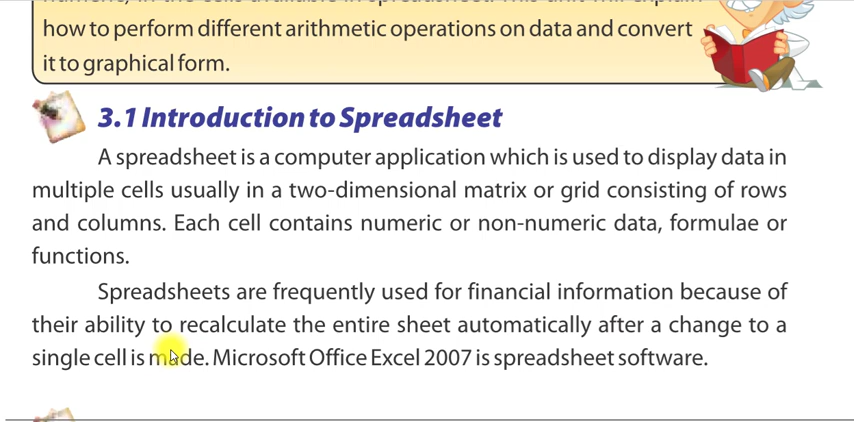 how to perform different arithmetic operations on data and convert
it to graphical form.
3.1 Introduction to Spreadsheet
A spreadsheet is a computer application which is used to display data in
multiple cells usually in a two-dimensional matrix or grid consisting of rows
and columns. Each cell contains numeric or non-numeric data, formulae or
functions.
Spreadsheets are frequently used for financial information because of
their ability to recalculate the entire sheet automatically after a change to a
single cell is made. Microsoft Office Excel 2007 is spreadsheet software.